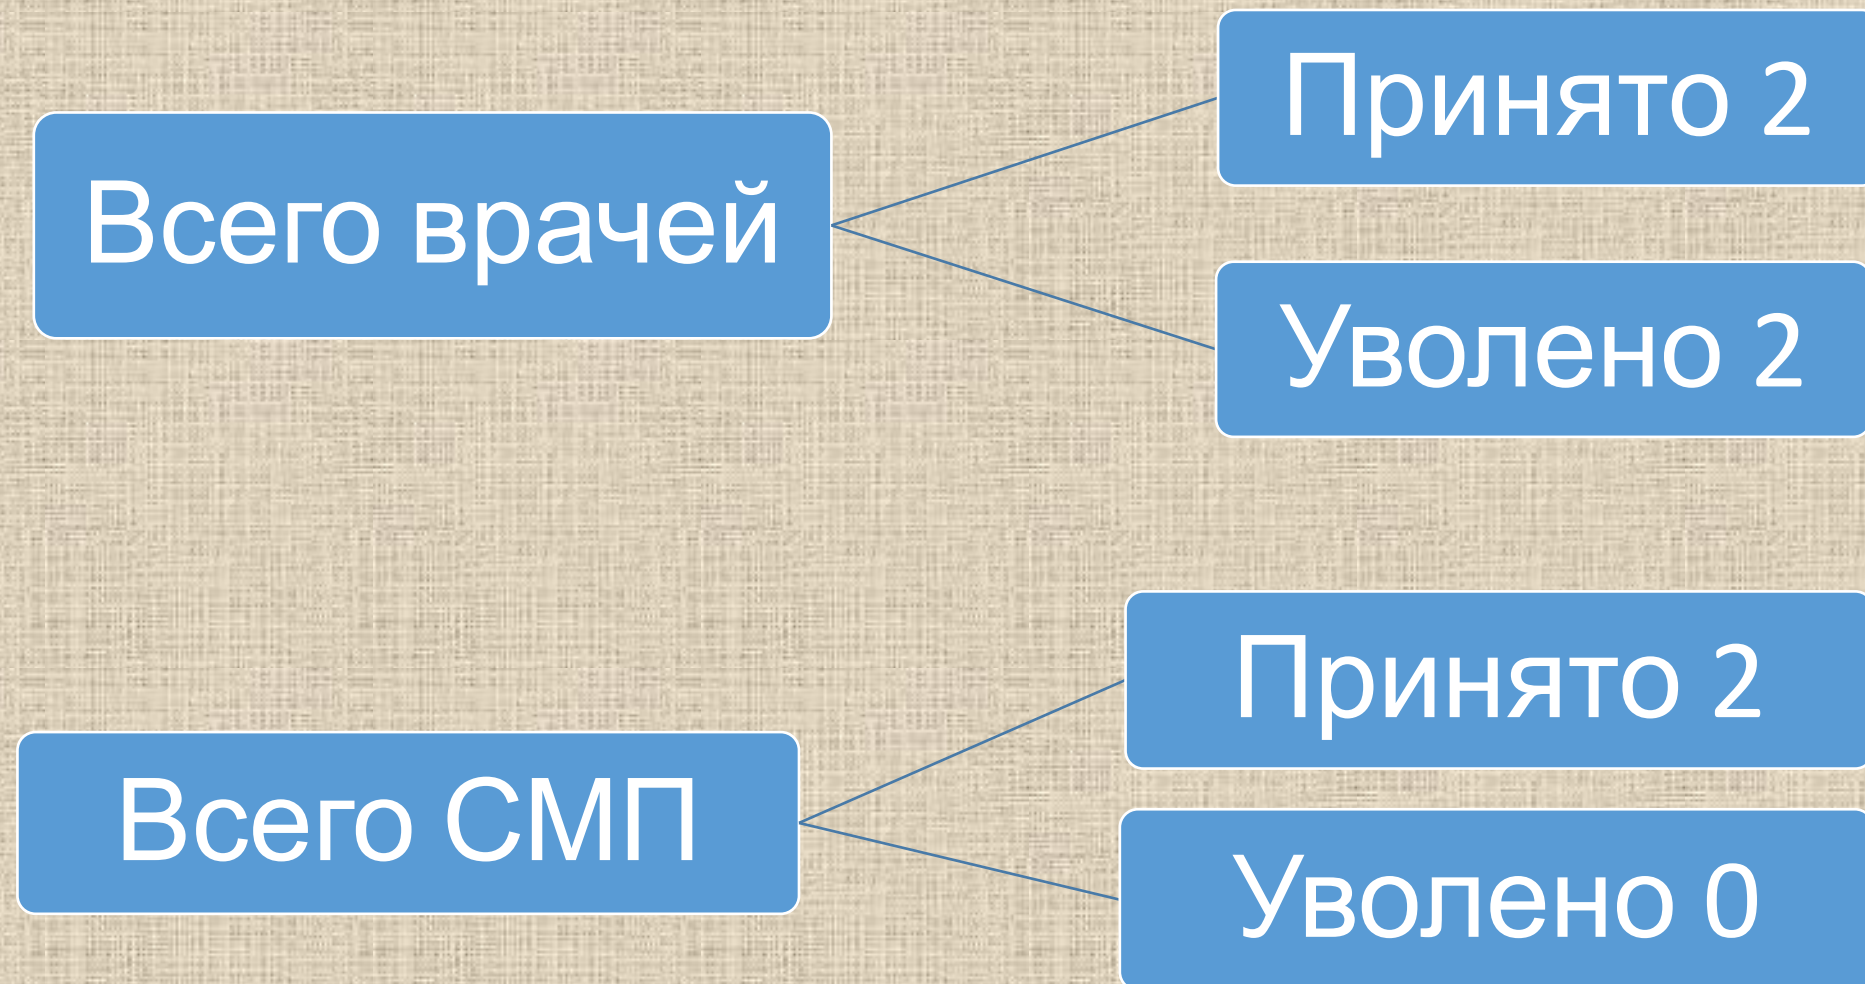 Всего врачей
Принято 2
Уволено 2
Всего СМП
Принято 2
Уволено 0